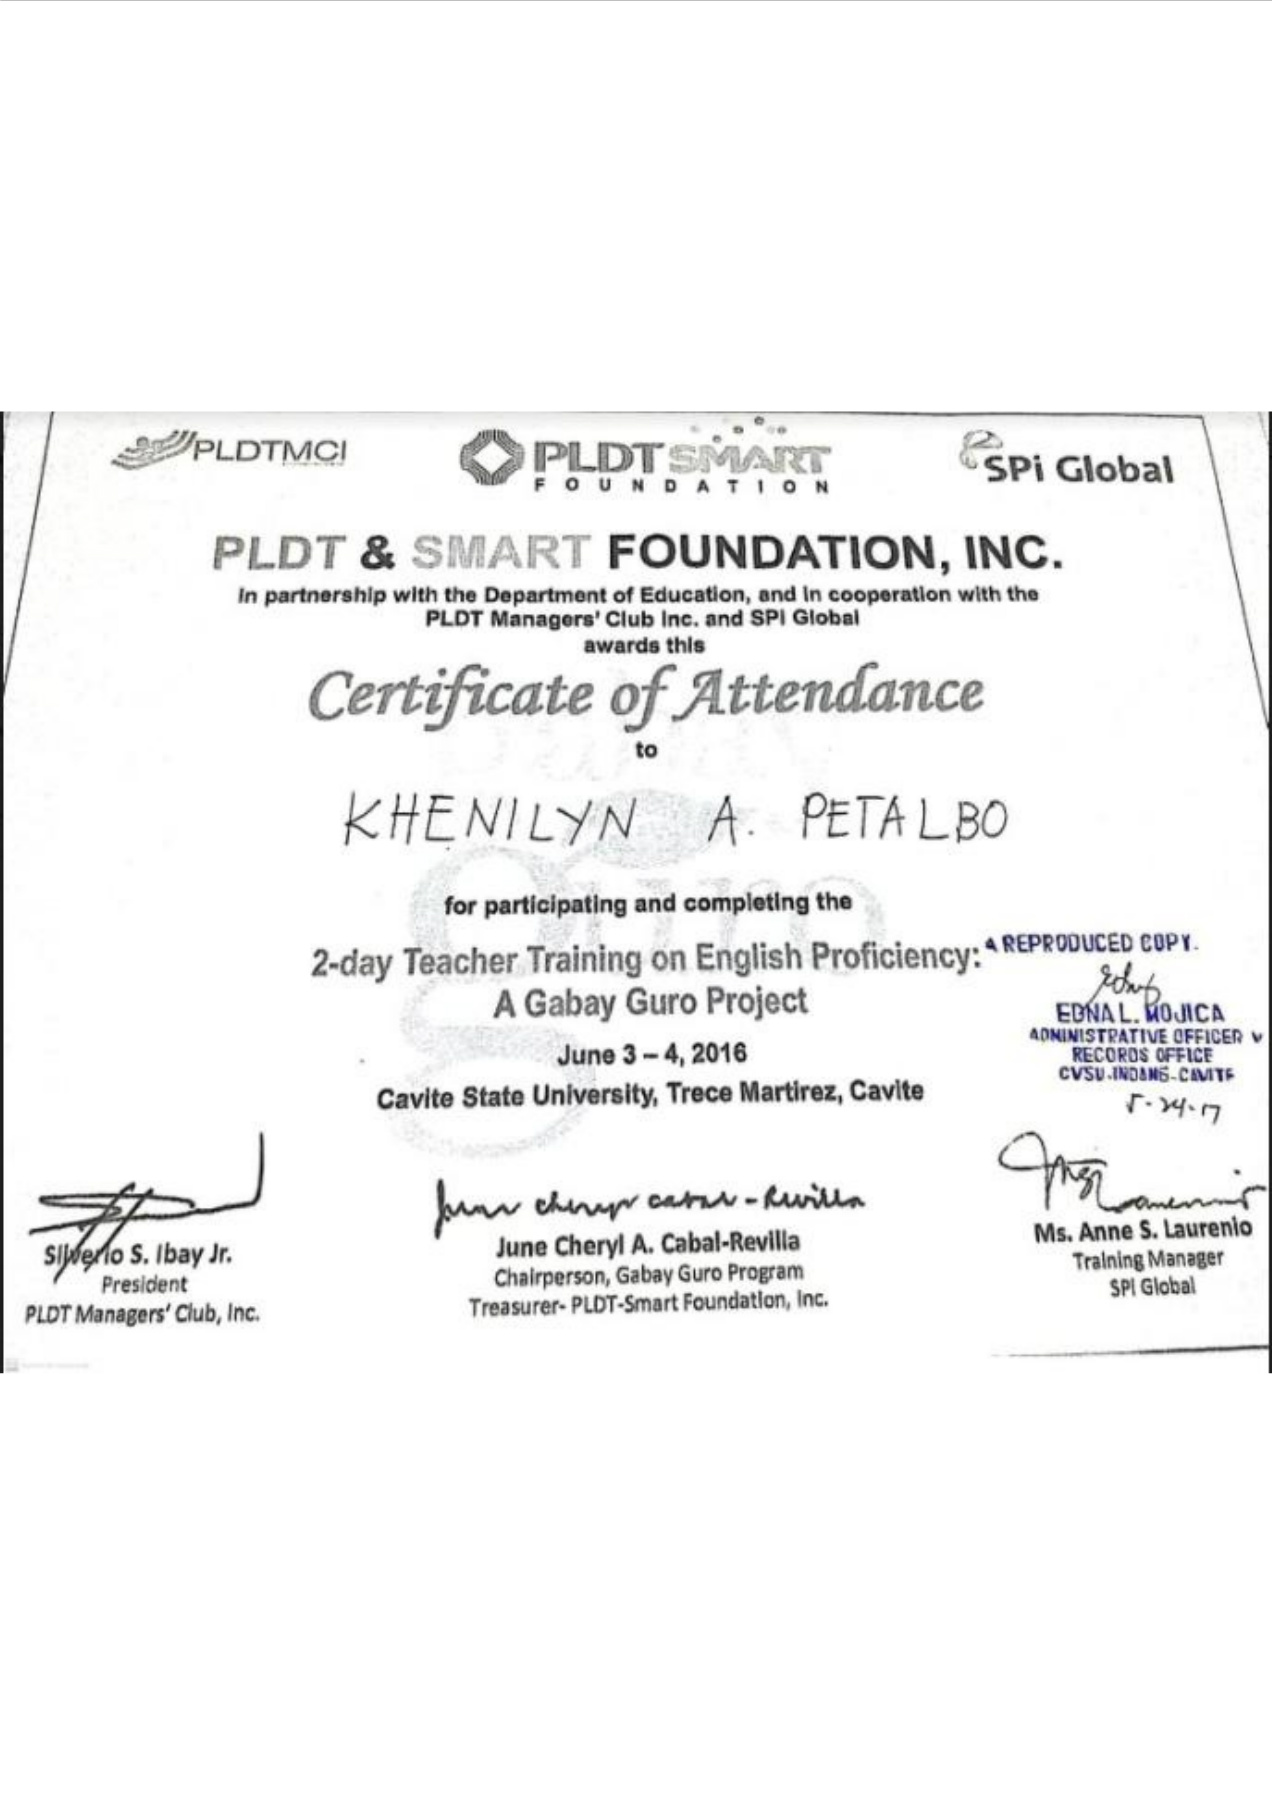 PLDTMCI
PLDT SMART
FOUNDATION
SPi Global
PLDT & SMART FOUNDATION, INC.
In partnership with the Department of Education, and in cooperation with the
PLDT Managers' Club Inc. and SPI Global
awards this
Certificate of Attendance
to
KHENILYN A. PETALBO
for participating and completing the
2-day Teacher Training on English Proficiency:
A Gabay Guro Project
June 3 – 4, 2016
Cavite State University, Trece Martirez, Cavite
A REPRODUCED COPY.
EDNA L. MOJICA
ADMINISTRATIVE OFFICER V
RECORDS OFFICE
CVSU-INDANG-CAVITE
5-24-17
Silverio S. Ibay Jr.
President
PLDT Managers' Club, Inc.
June Cheryl Cabal-Revilla
June Cheryl A. Cabal-Revilla
Chairperson, Gabay Guro Program
Treasurer- PLDT-Smart Foundation, Inc.
Ms. Anne S. Laurenio
Training Manager
SPI Global